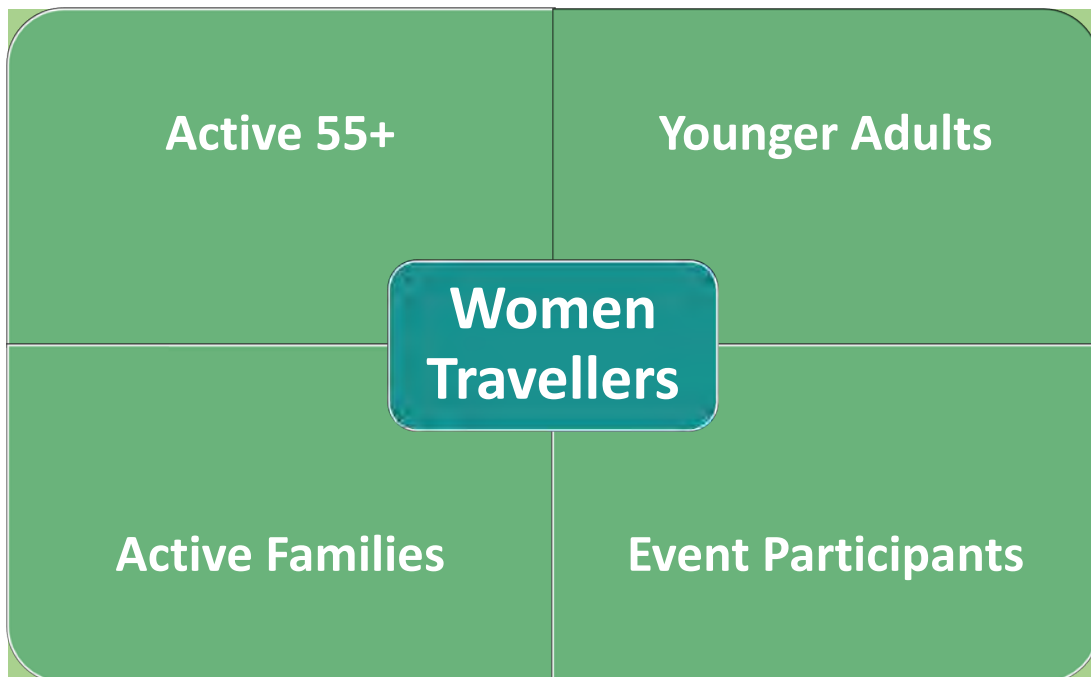 Active 55+
Younger Adults
Women
Travellers
Active Families
Event Participants